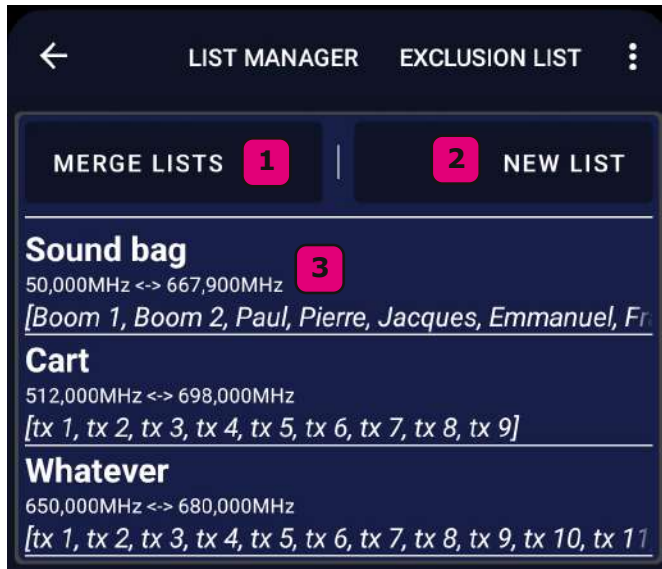 LIST MANAGER EXCLUSION LIST
MERGE LISTS 1 2 NEW LIST
Sound bag
3
50,000MHz <-> 667,900MHz
[Boom 1, Boom 2, Paul, Pierre, Jacques, Emmanuel, Fr
Cart
512,000MHz <-> 698,000MHz
[tx 1, tx 2, tx 3, tx 4, tx 5, tx 6, tx 7, tx 8, tx 9]
Whatever
650,000MHz <-> 680,000MHz
[tx 1, tx 2, tx 3, tx 4, tx 5, tx 6, tx 7, tx 8, tx 9, tx 10, tx 11